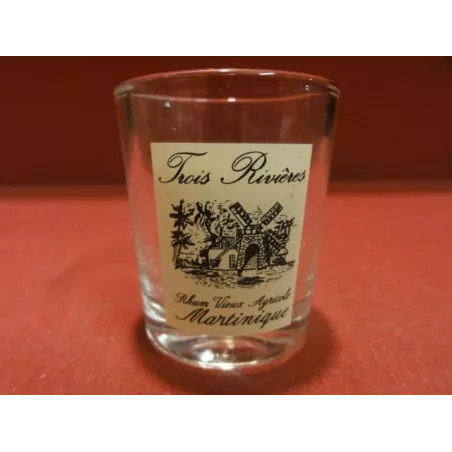 Trois Rivières
Rhum Vieux Agricole
Martinique